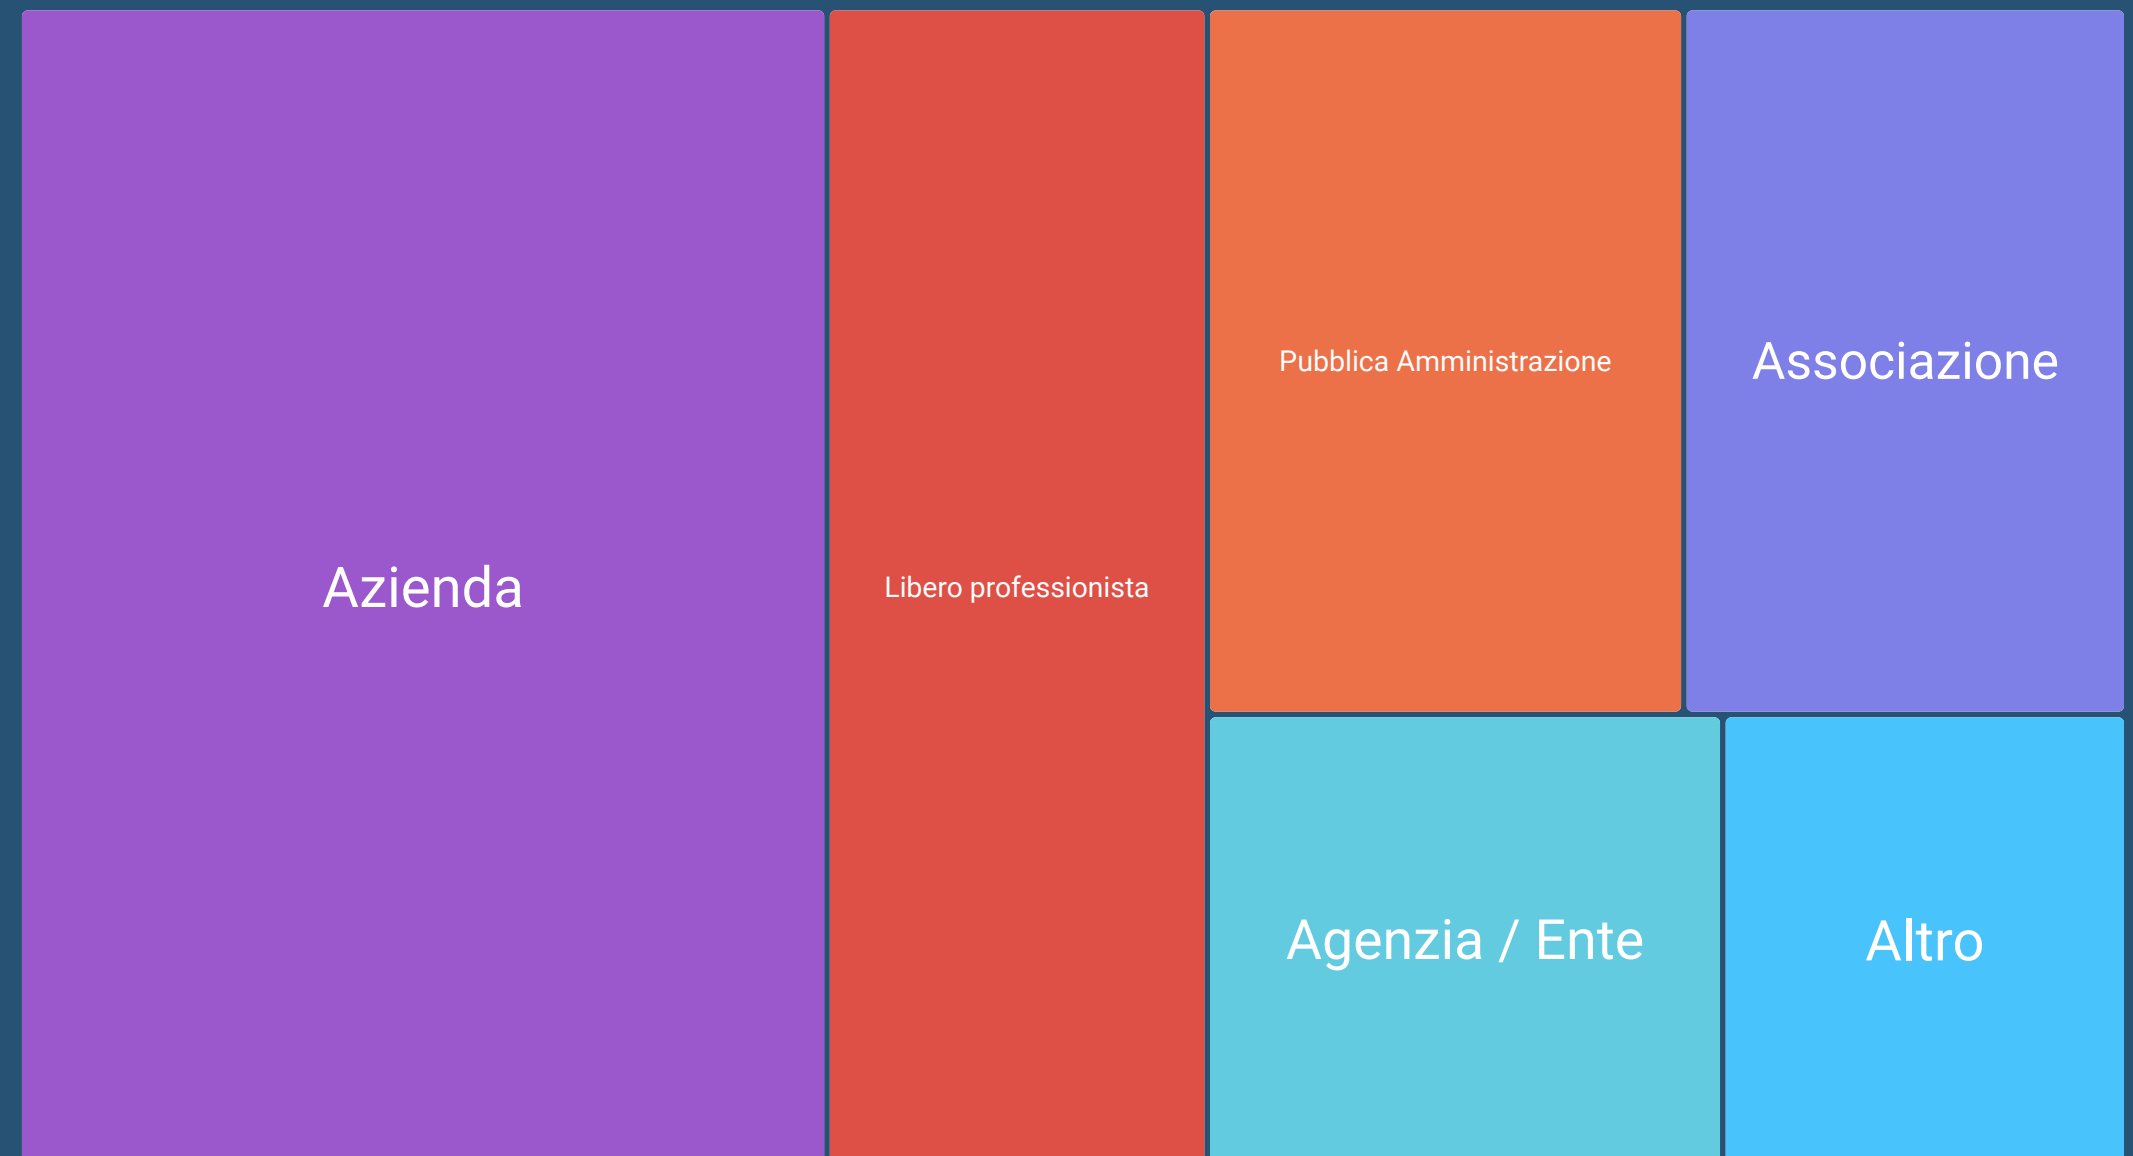 Azienda
Libero professionista
Pubblica Amministrazione
Associazione
Agenzia / Ente
Altro